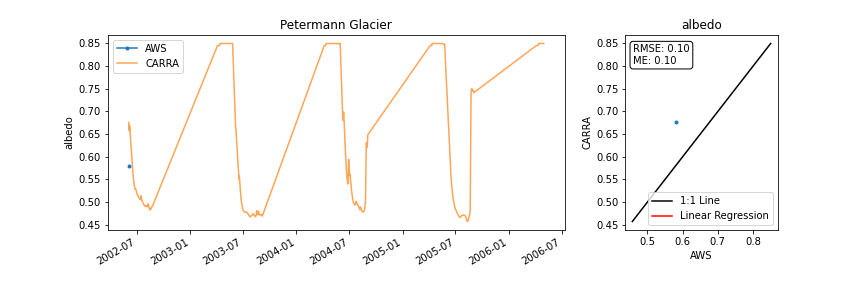 Petermann Glacier
albedo
0.85
0.80
0.75
0.70
0.65
0.60
0.55
0.50
0.45
albedo
AWS
CARRA
2002-07
2003-01
2003-07
2004-01
2004-07
2005-01
2005-07
2006-01
2006-07
albedo
RMSE: 0.10
ME: 0.10
0.85
0.80
0.75
0.70
0.65
0.60
0.55
0.50
0.45
CARRA
1:1 Line
Linear Regression
0.5
0.6
0.7
0.8
AWS